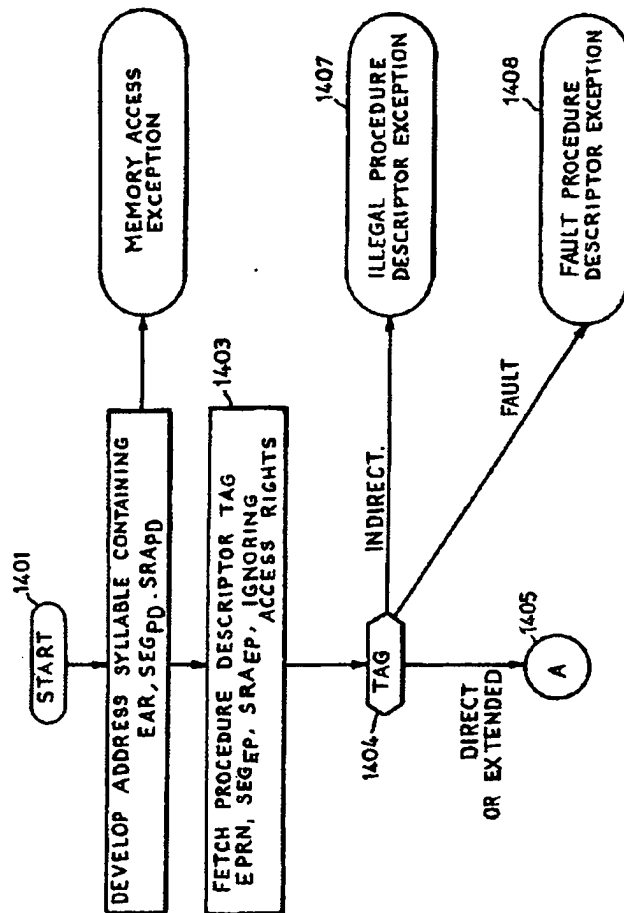 1401
START
DEVELOP ADDRESS SYLLABLE CONTAINING
EAR, SEGPD. SRAPD
MEMORY ACCESS
EXCEPTION
1403
FETCH PROCEDURE DESCRIPTOR TAG
EPRN, SEGEP, SRAEP, IGNORING
ACCESS RIGHTS
1404
TAG
INDIRECT.
1407
ILLEGAL PROCEDURE
DESCRIPTOR EXCEPTION
FAULT
1408
FAULT PROCEDURE
DESCRIPTOR EXCEPTION
DIRECT
OR EXTENDED
1405
A